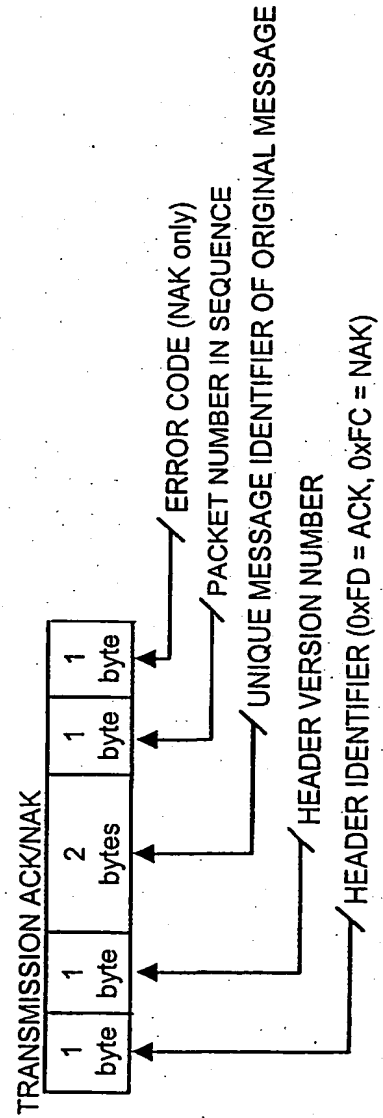 TRANSMISSION ACK/NAK
1 byte
1 byte
2 bytes
1 byte
1 byte
ERROR CODE (NAK only)
PACKET NUMBER IN SEQUENCE
UNIQUE MESSAGE IDENTIFIER OF ORIGINAL MESSAGE
HEADER VERSION NUMBER
HEADER IDENTIFIER (0xFD = ACK, 0xFC = NAK)